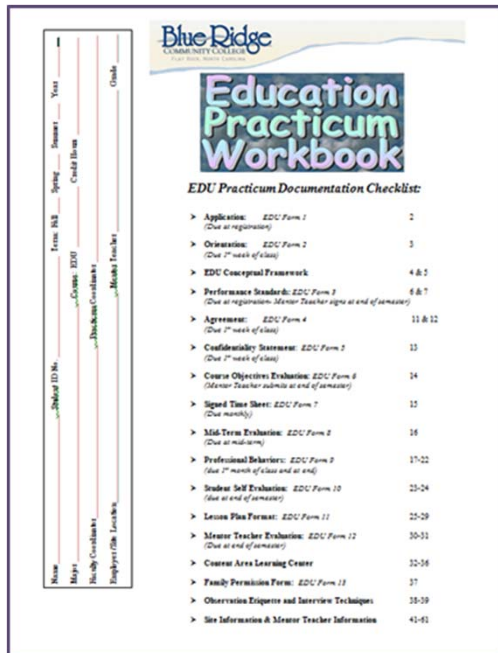 Blue Ridge
COMMUNITY COLLEGE
FLAT ROCK, NORTH CAROLINA
Education
Practicum
Workbook
EDU Practicum Documentation Checklist:
➤ Application: EDU Form 1 2
(Due at registration)
➤ Orientation: EDU Form 2 3
(Due 1st week of class)
➤ EDU Conceptual Framework 4 & 5
➤ Performance Standards: EDU Form 3 6 & 7
(Due at registration- Mentor Teacher signs at end of semester)
➤ Agreement: EDU Form 4 11 & 12
(Due 1st week of class)
➤ Confidentiality Statement: EDU Form 5 13
(Due 1st week of class)
➤ Course Objectives Evaluation: EDU Form 6 14
(Mentor Teacher submits at end of semester)
➤ Signed Time Sheet: EDU Form 7 15
(Due monthly)
➤ Mid-Term Evaluation: EDU Form 8 16
(Due at mid-term)
➤ Professional Behaviors: EDU Form 9 17-22
(due 1st month of class and at end)
➤ Student Self Evaluation: EDU Form 10 23-24
(due at end of semester)
➤ Lesson Plan Format: EDU Form 11 25-29
➤ Mentor Teacher Evaluation: EDU Form 12 30-31
(Due at end of semester)
➤ Content Area Learning Center 32-36
➤ Family Permission Form: EDU Form 13 37
➤ Observation Etiquette and Interview Techniques 38-39
➤ Site Information & Mentor Teacher Information 41-61
Name Student ID No. Term: Fall Spring Summer Year
Major Course: EDU Credit Hours
Faculty Coordinator Practicum Coordinator
Employer/Site Location Mentor Teacher Grade